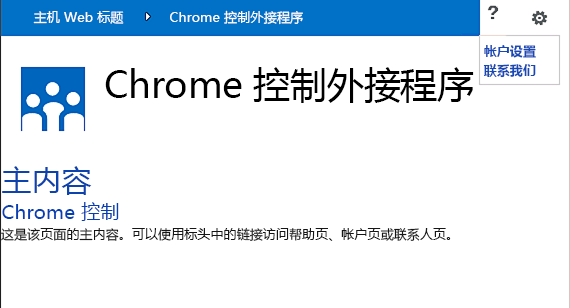 主机 Web 标题 Chrome 控制外接程序 ?
帐户设置
联系我们
Chrome 控制外接程序
主内容
Chrome 控制
这是该页面的主内容。可以使用标头中的链接访问帮助页、帐户页或联系人页。